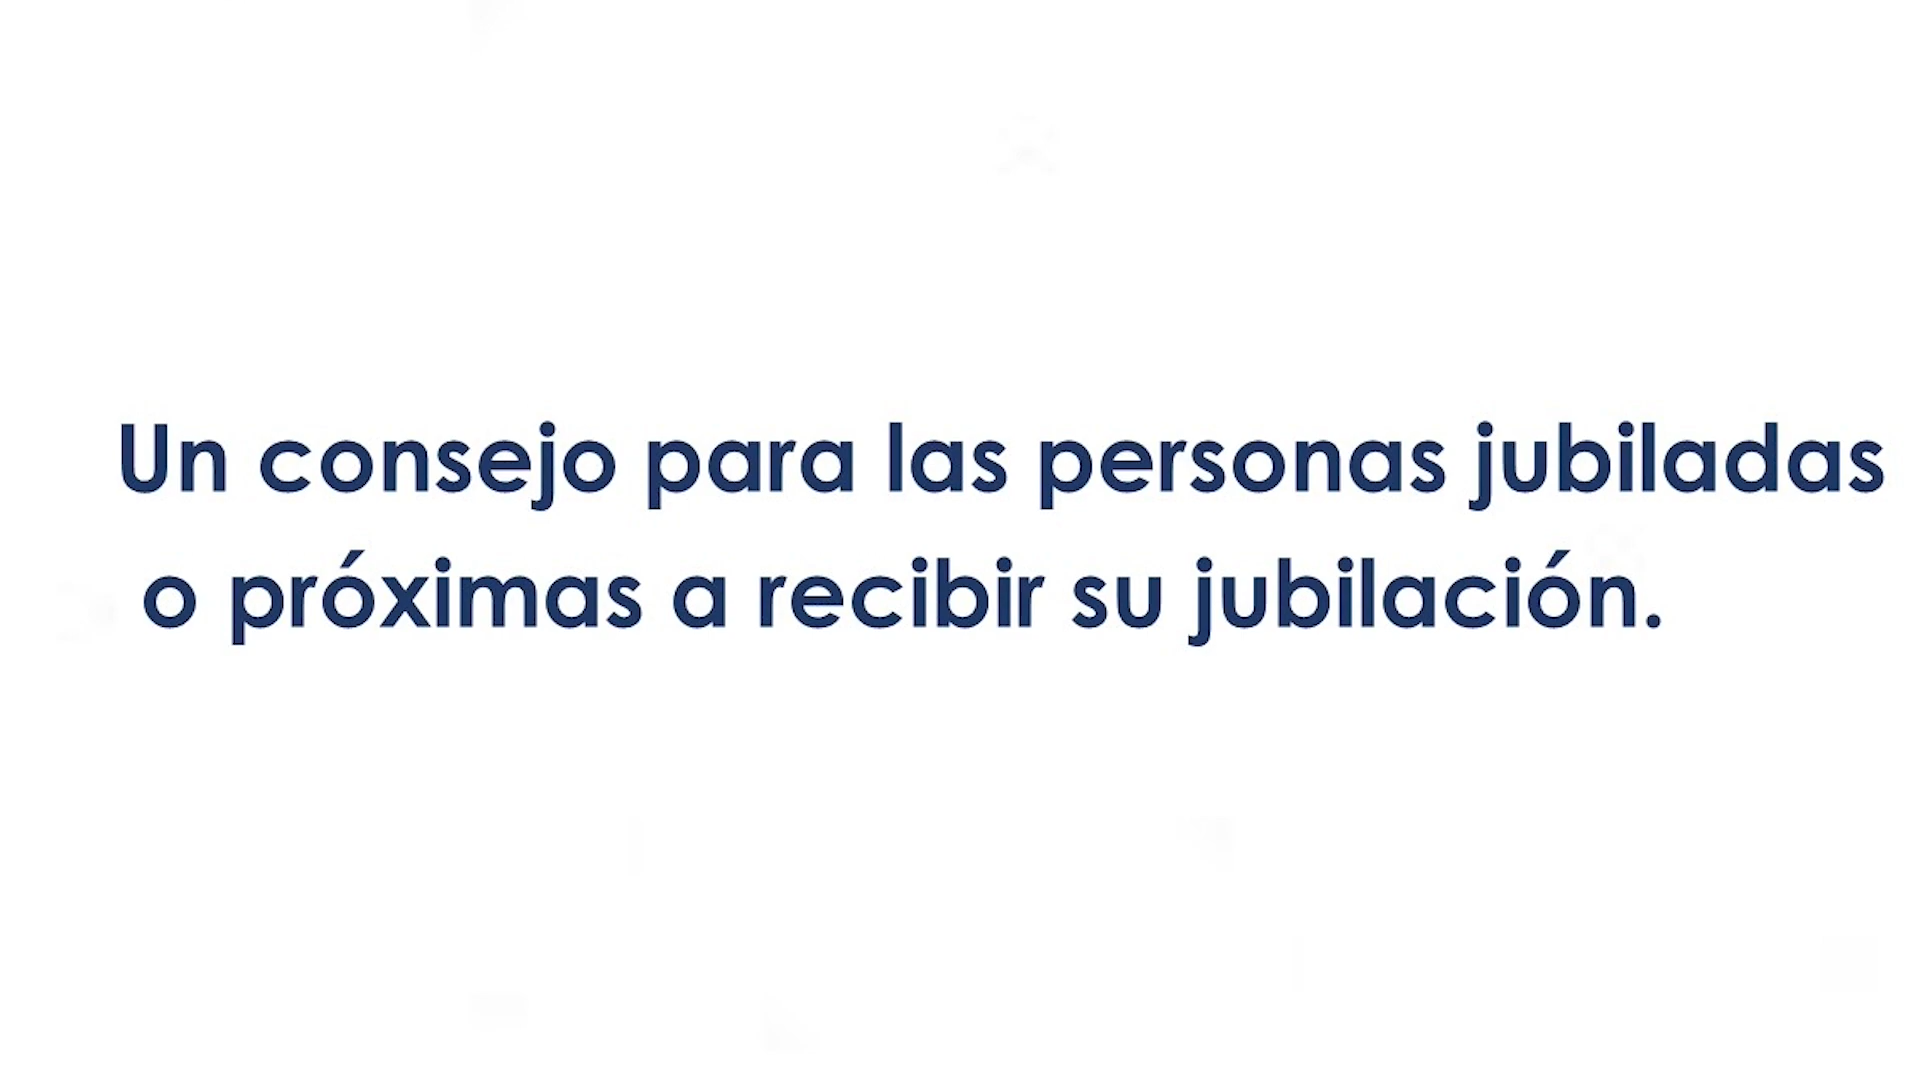 Un consejo para las personas jubiladas
o próximas a recibir su jubilación.